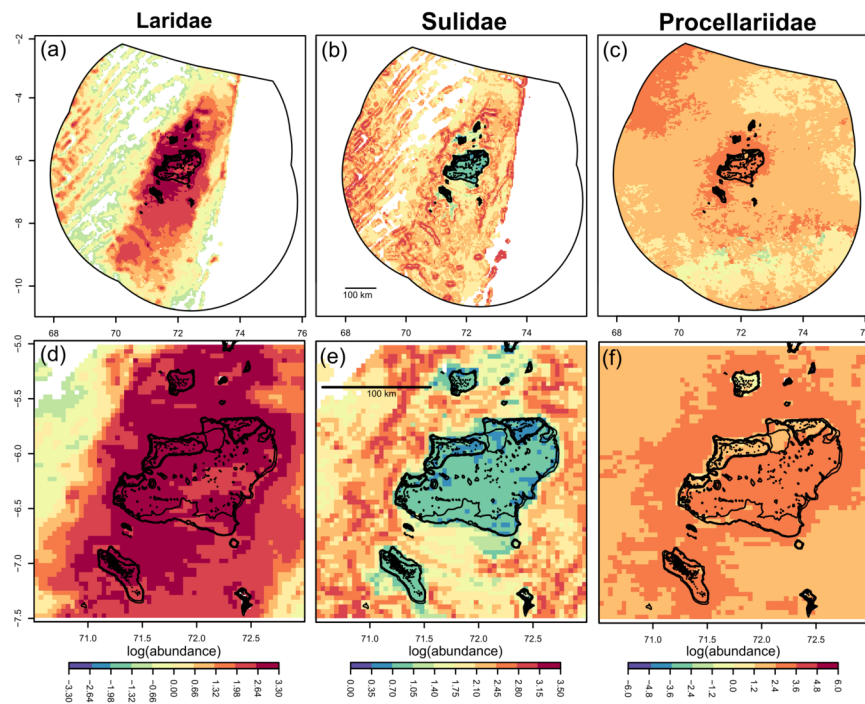 Laridae Sulidae Procellariidae
(a) (b) (c)
-2
-4
-6
-8
-10
100 km
68 70 72 74 76 68 70 72 74 68 70 72 74 76
(d) (e) (f)
-5.0
-5.5
-6.0
-6.5
-7.0
-7.5
100 km
71.0 71.5 72.0 72.5 71.0 71.5 72.0 72.5 71.0 71.5 72.0 72.5
log(abundance) log(abundance) log(abundance)
-3.30 -2.64 -1.98 -1.32 -0.66 0.00 0.66 1.32 1.98 2.64 3.30 0.00 0.35 0.70 1.05 1.40 1.75 2.10 2.45 2.80 3.15 3.50 -6.0 -4.8 -3.6 -2.4 -1.2 0.0 1.2 2.4 3.6 4.8 6.0